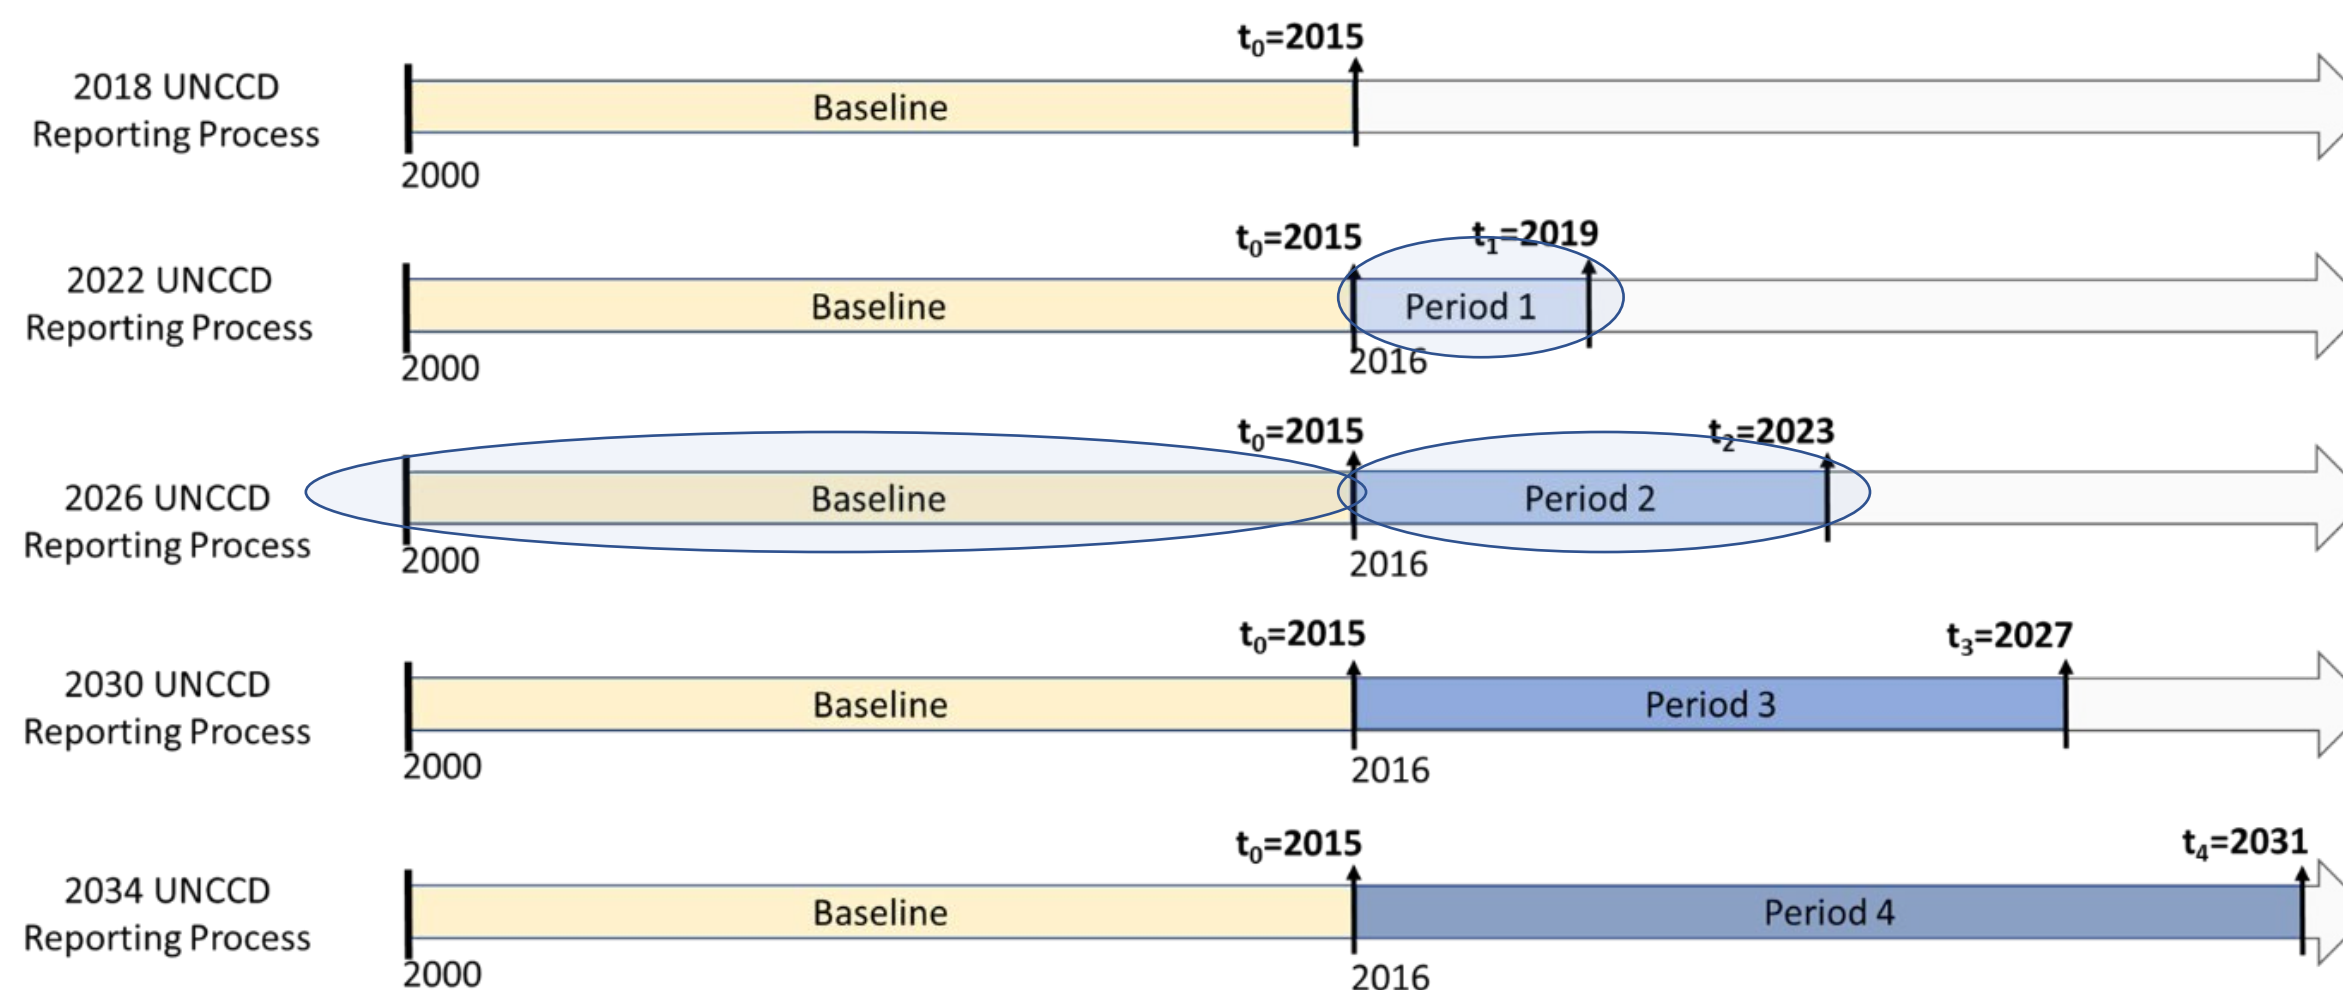 t₀=2015
2018 UNCCD
Reporting Process
Baseline
2000
t₀=2015
t₁=2019
2022 UNCCD
Reporting Process
Baseline
Period 1
2000
2016
t₀=2015
t₂=2023
2026 UNCCD
Reporting Process
Baseline
Period 2
2000
2016
t₀=2015
t₃=2027
2030 UNCCD
Reporting Process
Baseline
Period 3
2000
2016
t₀=2015
t₄=2031
2034 UNCCD
Reporting Process
Baseline
Period 4
2000
2016